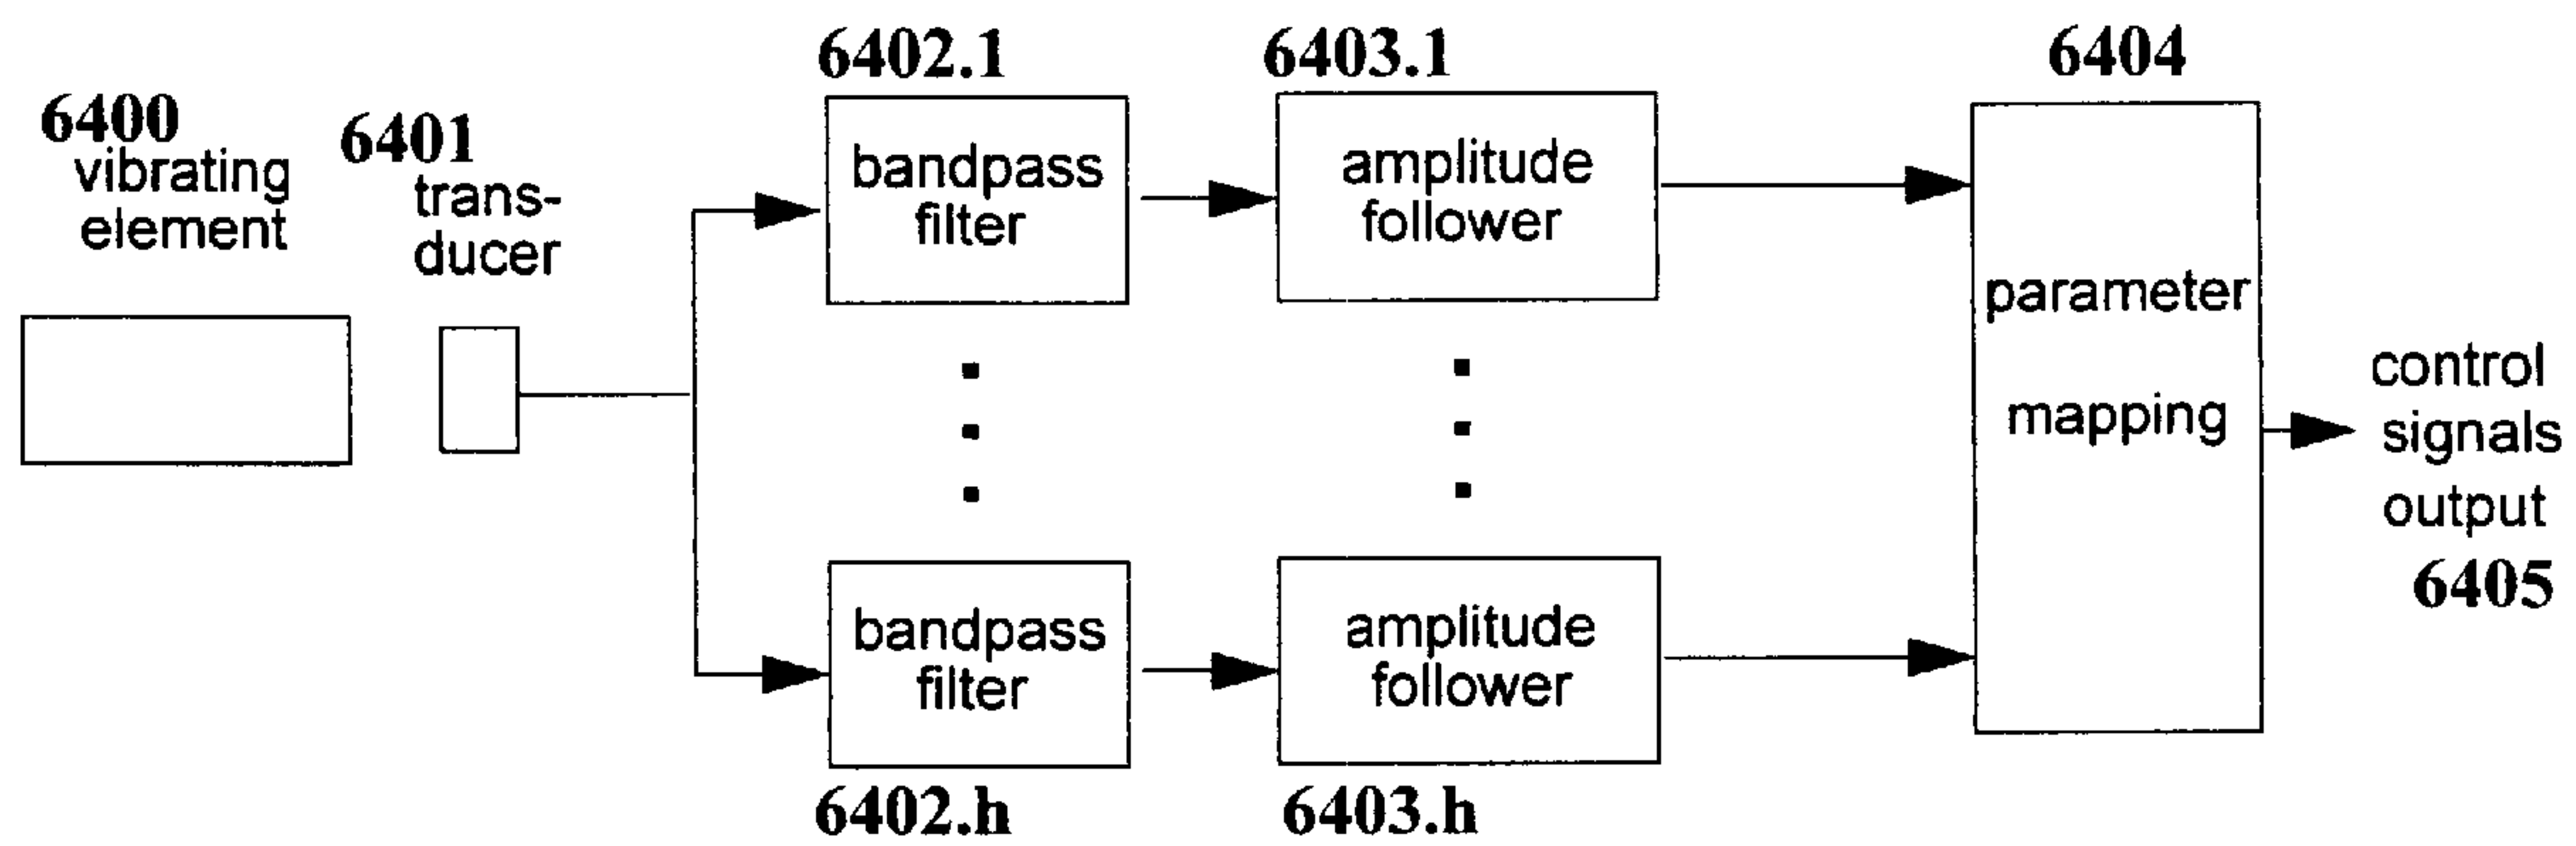 6400
vibrating
element
6401
trans-
ducer
6402.1
bandpass
filter
6403.1
amplitude
follower
6404
parameter
mapping
control
signals
output
6405
bandpass
filter
6402.h
amplitude
follower
6403.h